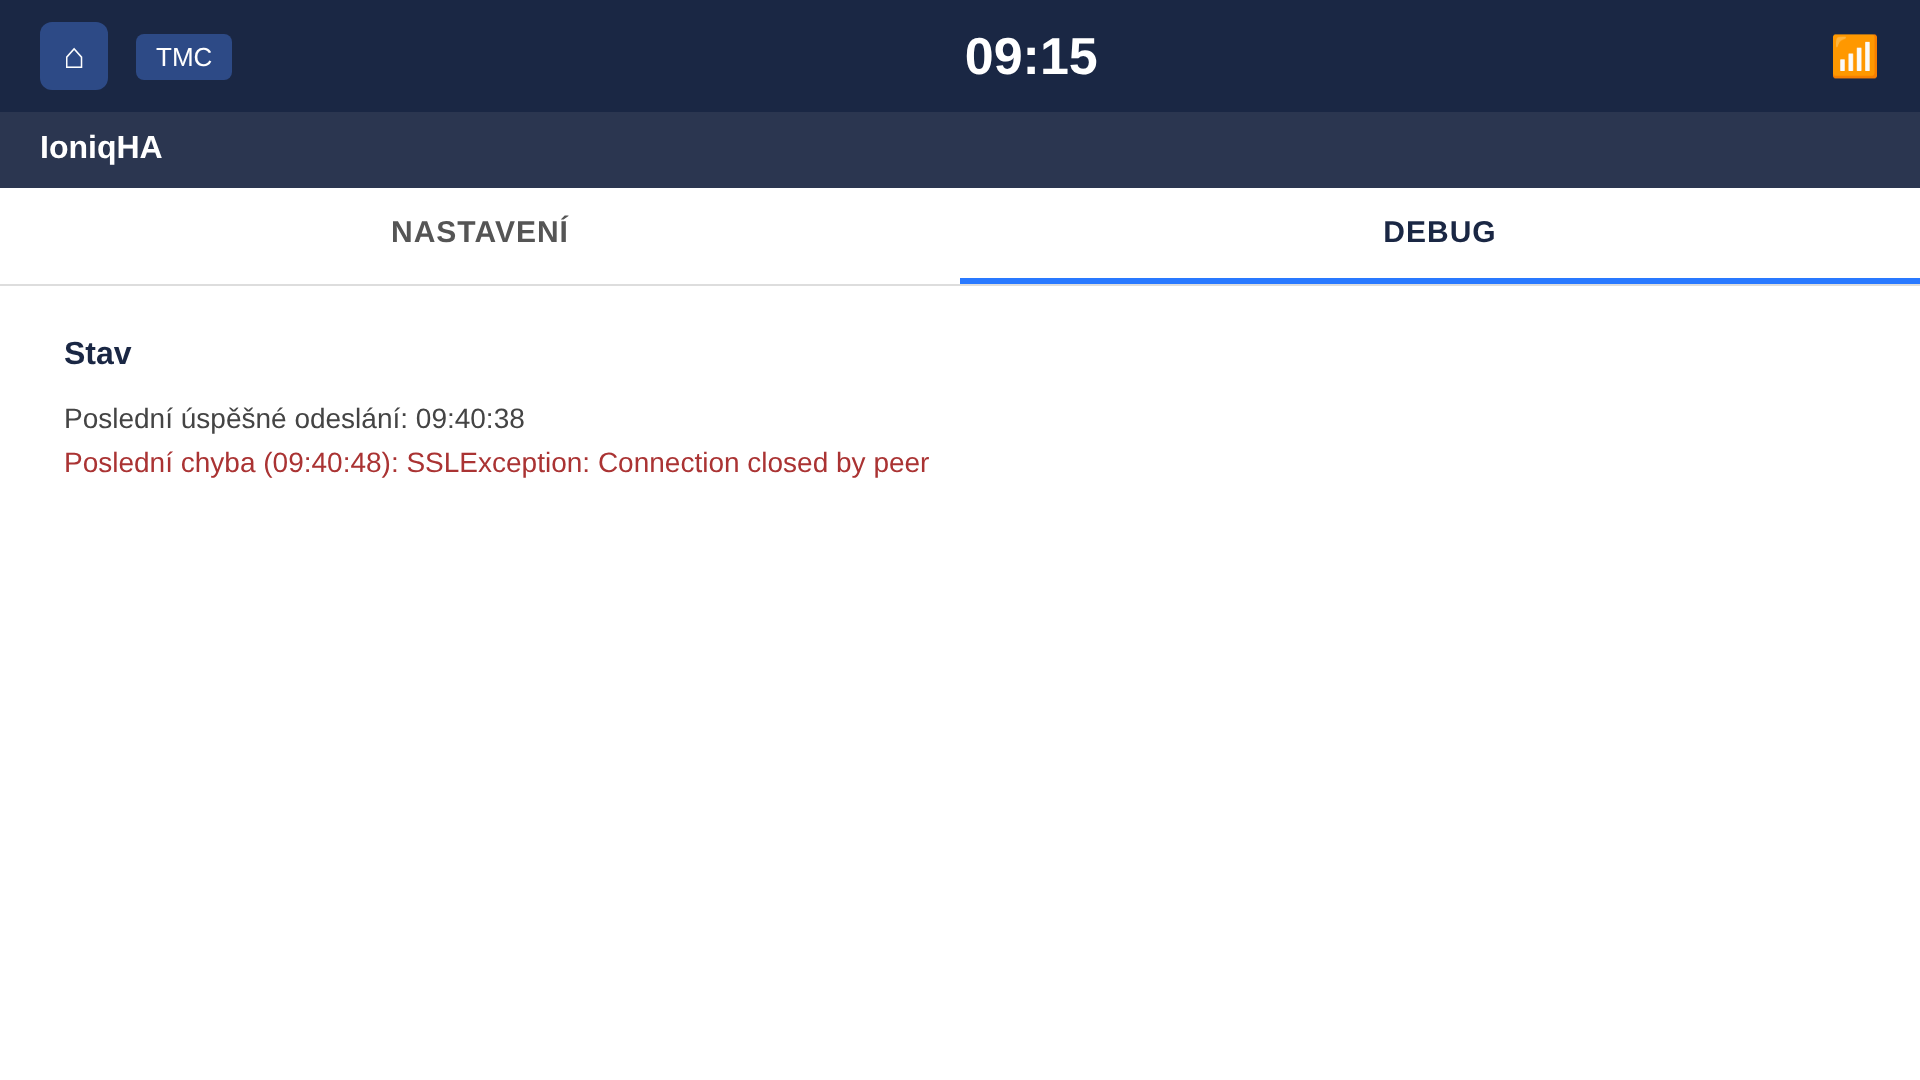 TMC
09:15
IoniqHA
NASTAVENÍ
DEBUG
Stav
Poslední úspěšné odeslání: 09:40:38
Poslední chyba (09:40:48): SSLException: Connection closed by peer